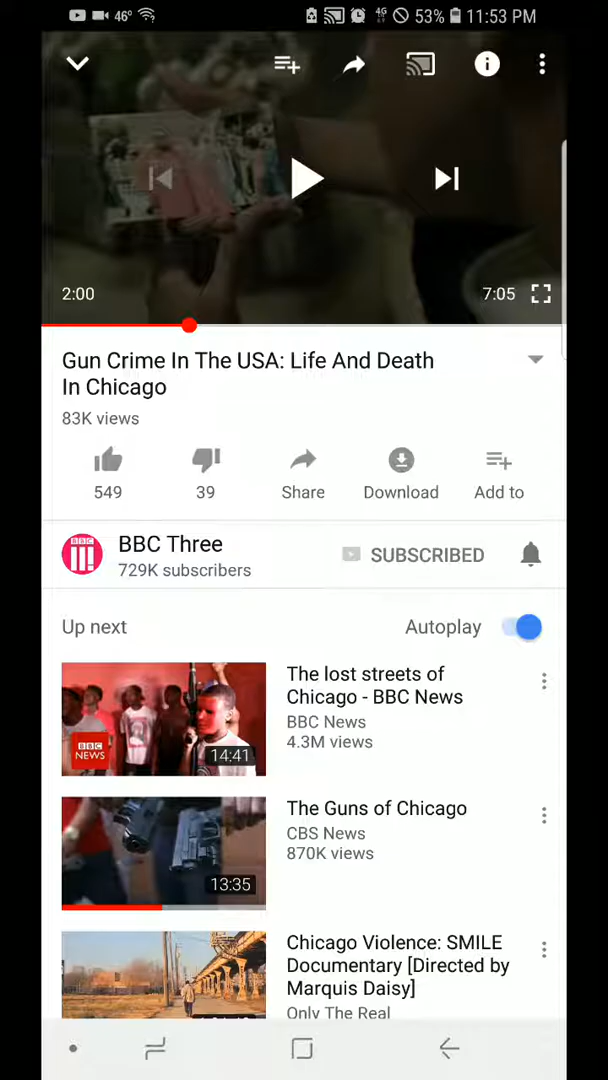 46°
4G
53%
11:53 PM
2:00
7:05
Gun Crime In The USA: Life And Death
In Chicago
83K views
549
39
Share
Download
Add to
BBC
BBC Three
729K subscribers
SUBSCRIBED
Up next
Autoplay
BBC
NEWS
14:41
The lost streets of
Chicago - BBC News
BBC News
4.3M views
13:35
The Guns of Chicago
CBS News
870K views
Chicago Violence: SMILE
Documentary [Directed by
Marquis Daisy]
Only The Real